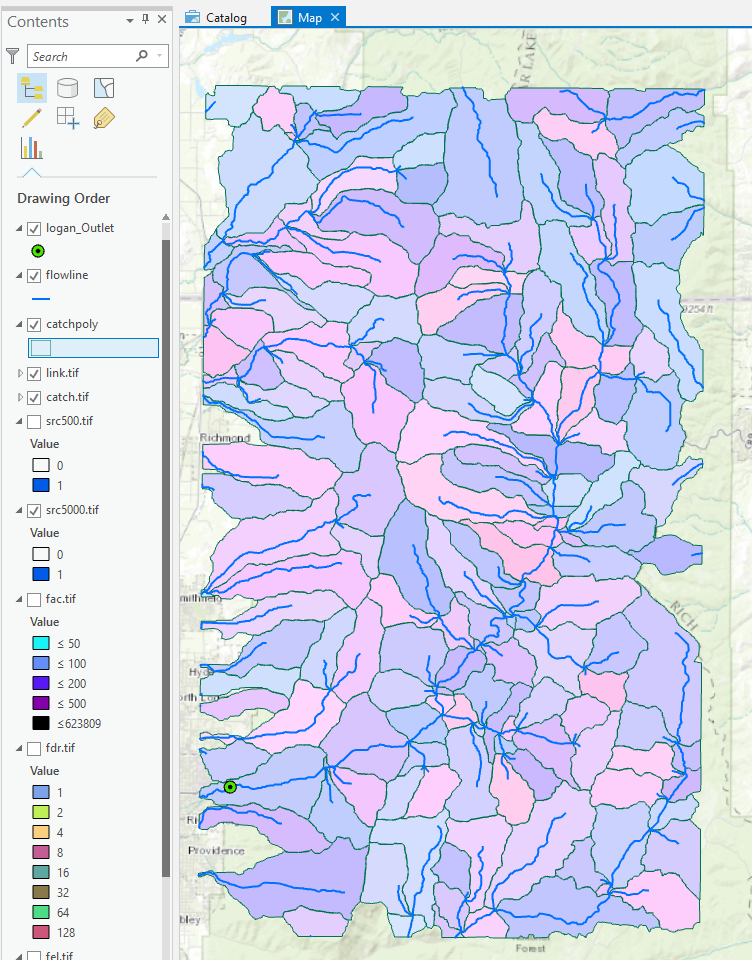 Contents
Catalog
Map
Search
Drawing Order
logan_Outlet
flowline
catchpoly
link.tif
catch.tif
src500.tif
Value
0
1
src5000.tif
Value
0
1
fac.tif
Value
≤ 50
≤ 100
≤ 200
≤ 500
≤623809
fdr.tif
Value
1
2
4
8
16
32
64
128
fel.tif
AR LAKE
9254 ft
Richmond
mithfield
RICH
Hyde
orth Lo
Ri
Providence
bley
Forest